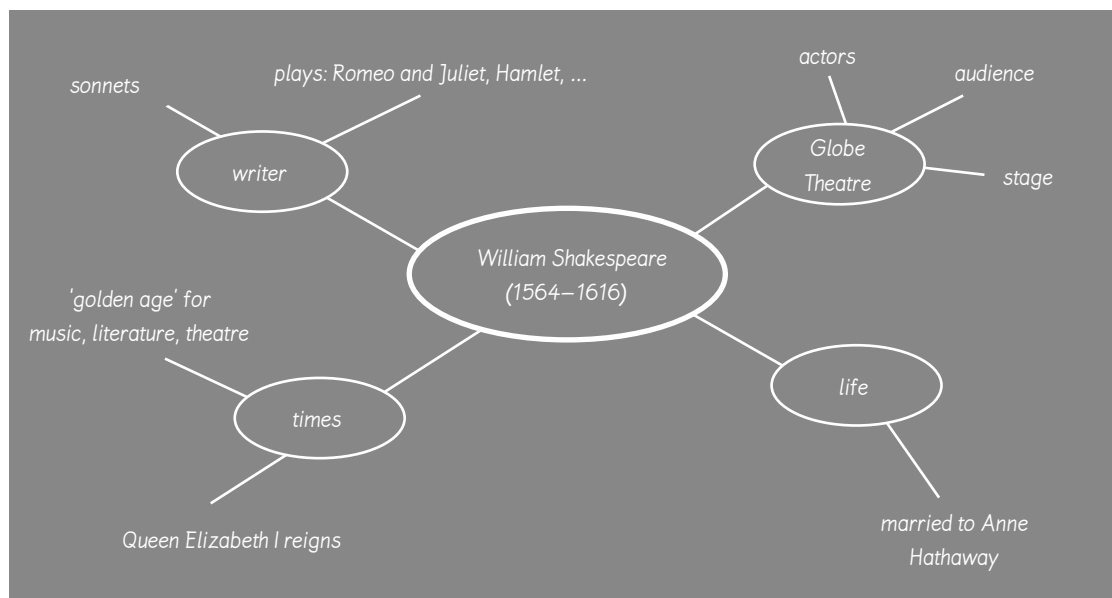 sonnets
plays: Romeo and Juliet, Hamlet, ...
writer
actors
audience
Globe
Theatre
stage
William Shakespeare
(1564–1616)
'golden age' for
music, literature, theatre
times
Queen Elizabeth I reigns
life
married to Anne
Hathaway